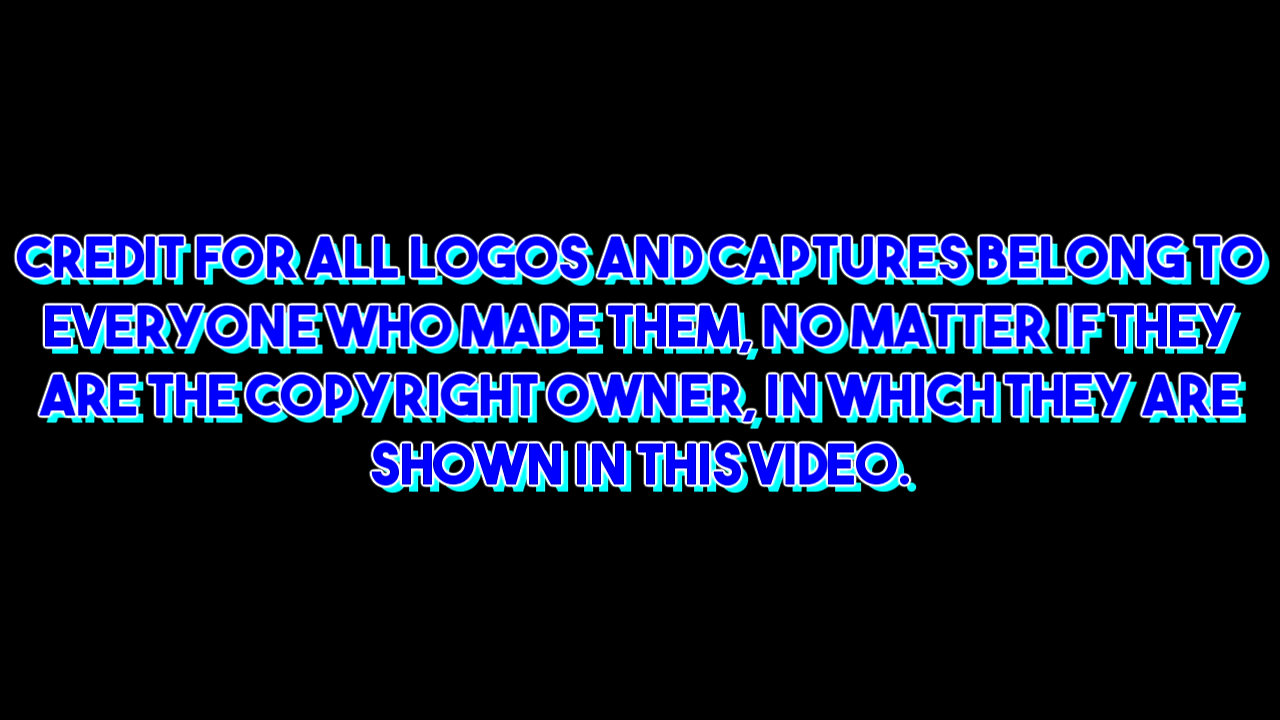 CREDIT FOR ALL LOGOS AND CAPTURES BELONG TO
EVERYONE WHO MADE THEM, NO MATTER IF THEY
ARE THE COPYRIGHT OWNER, IN WHICH THEY ARE
SHOWN IN THIS VIDEO.